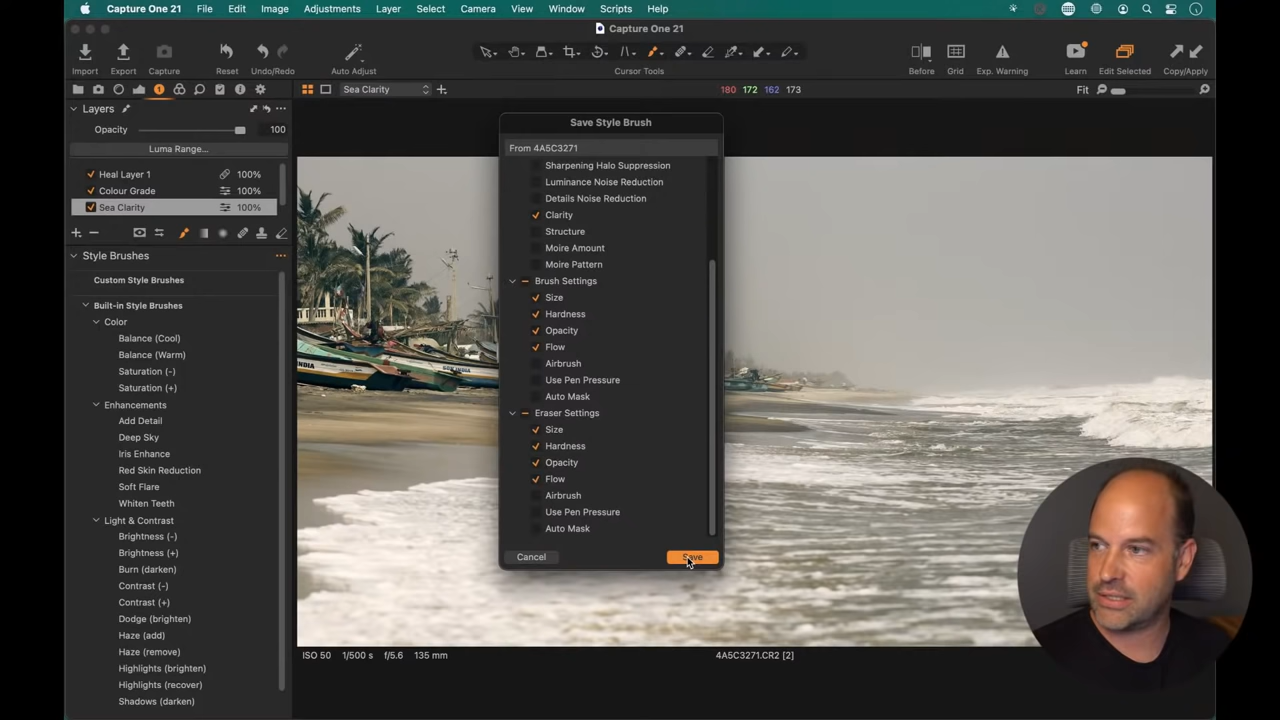 Capture One 21 File Edit Image Adjustments Layer Select Camera View Window Scripts Help
Capture One 21
Import Export Capture Reset Undo/Redo Auto Adjust Cursor Tools Before Grid Exp. Warning Learn Edit Selected Copy/Apply
Sea Clarity 180 172 162 173 Fit
Layers
Opacity 100
Luma Range...
Heal Layer 1 100%
Colour Grade 100%
Sea Clarity 100%
Style Brushes
Custom Style Brushes
Built-in Style Brushes
Color
Balance (Cool)
Balance (Warm)
Saturation (-)
Saturation (+)
Enhancements
Add Detail
Deep Sky
Iris Enhance
Red Skin Reduction
Soft Flare
Whiten Teeth
Light & Contrast
Brightness (-)
Brightness (+)
Burn (darken)
Contrast (-)
Contrast (+)
Dodge (brighten)
Haze (add)
Haze (remove)
Highlights (brighten)
Highlights (recover)
Shadows (darken)
Save Style Brush
From 4A5C3271
Sharpening Halo Suppression
Luminance Noise Reduction
Details Noise Reduction
Clarity
Structure
Moire Amount
Moire Pattern
Brush Settings
Size
Hardness
Opacity
Flow
Airbrush
Use Pen Pressure
Auto Mask
Eraser Settings
Size
Hardness
Opacity
Flow
Airbrush
Use Pen Pressure
Auto Mask
Cancel Save
ISO 50 1/500 s f/5.6 135 mm 4A5C3271.CR2 [2]